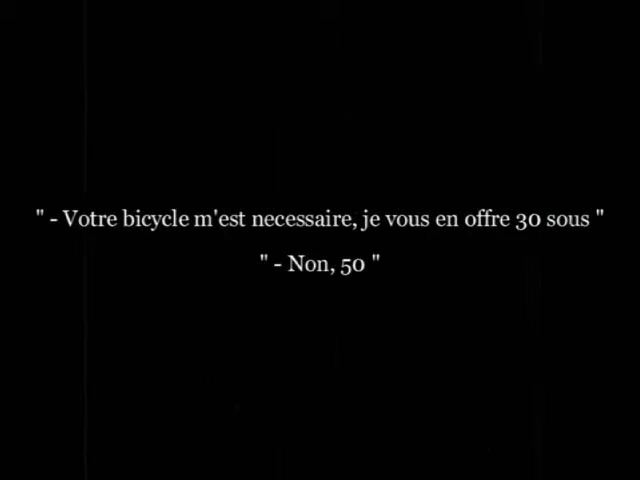 " - Votre bicycle m'est necessaire, je vous en offre 30 sous "
" - Non, 50 "